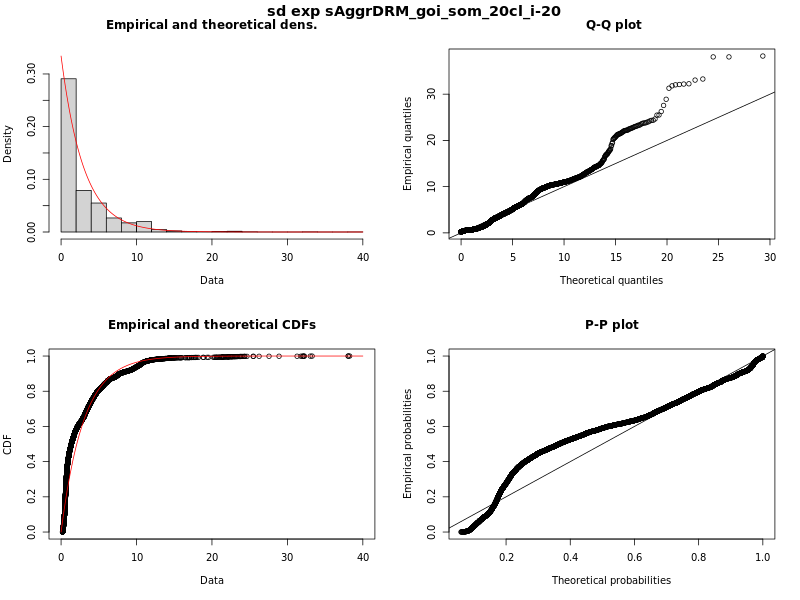 sd exp sAggrDRM_goi_som_20cl_i-20
Empirical and theoretical dens.
Density
0.00 0.10 0.20 0.30
0 10 20 30 40
Data
Q-Q plot
Empirical quantiles
0 10 20 30
0 5 10 15 20 25 30
Theoretical quantiles
Empirical and theoretical CDFs
CDF
0.0 0.2 0.4 0.6 0.8 1.0
0 10 20 30 40
Data
P-P plot
Empirical probabilities
0.0 0.2 0.4 0.6 0.8 1.0
0.2 0.4 0.6 0.8 1.0
Theoretical probabilities